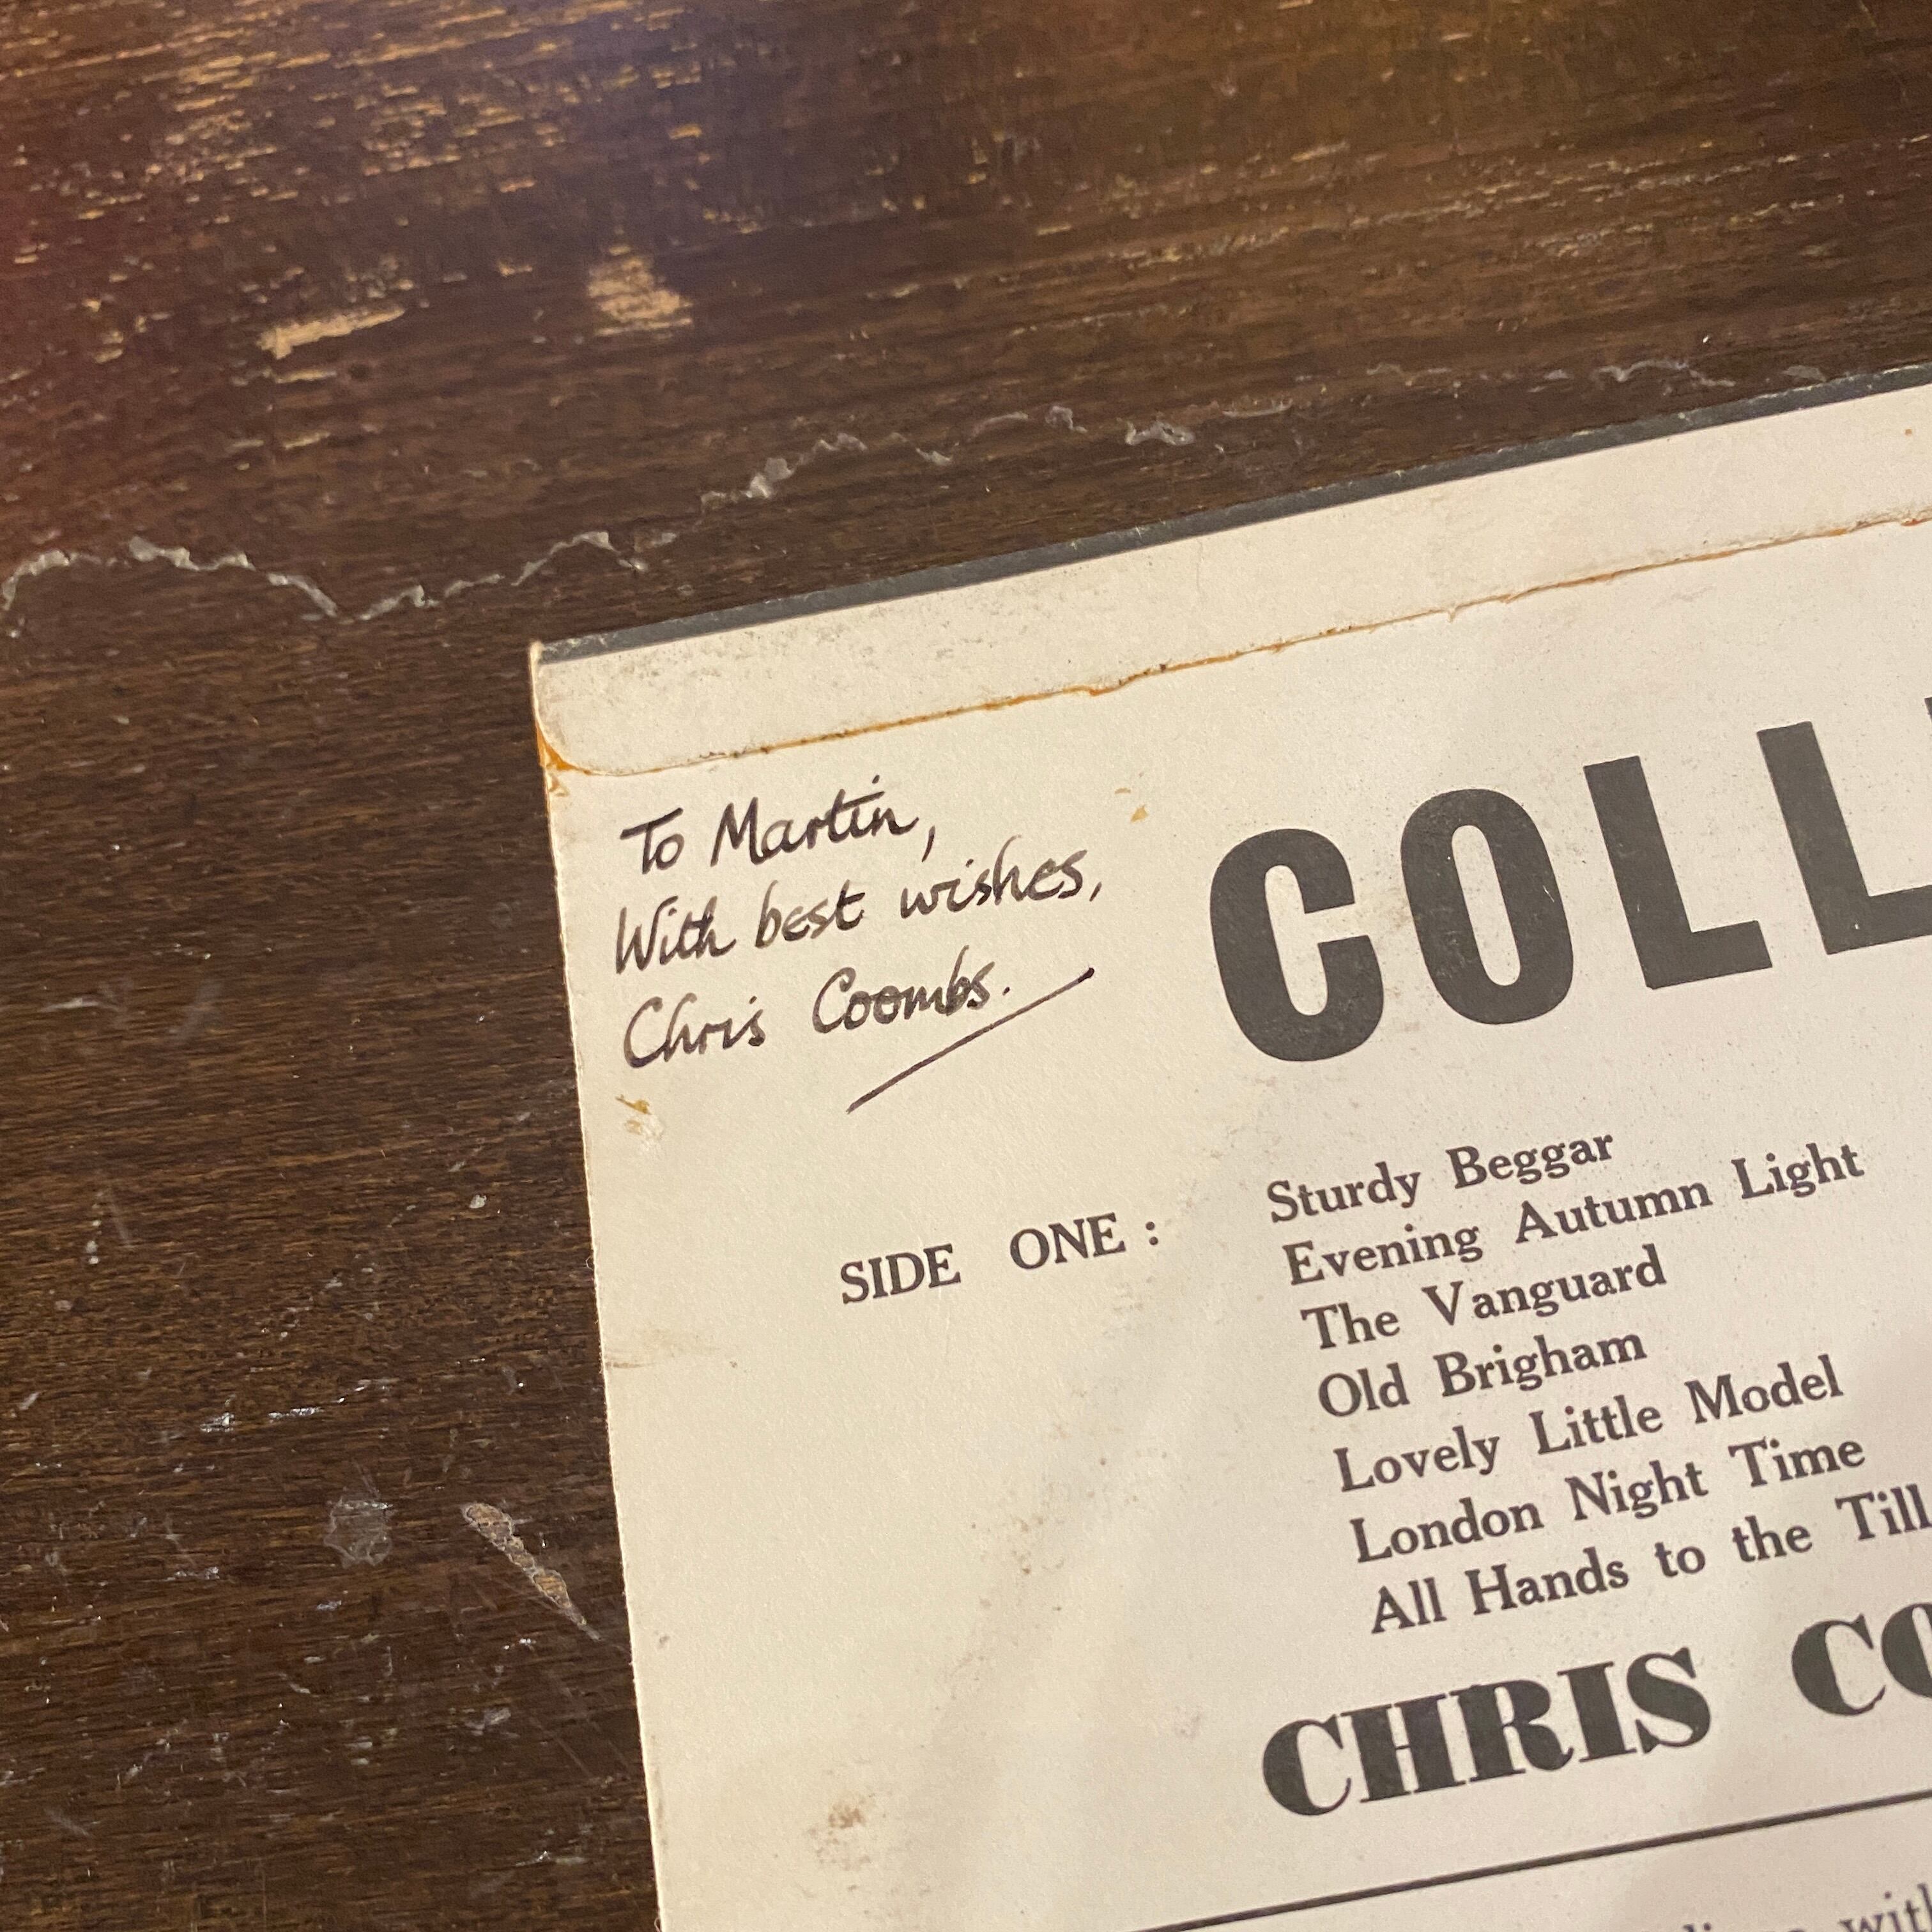 To Martin,
With best wishes,
Chris Coombs.
COLL
SIDE ONE :
Sturdy Beggar
Evening Autumn Light
The Vanguard
Old Brigham
Lovely Little Model
London Night Time
All Hands to the Till
CHRIS CO
with